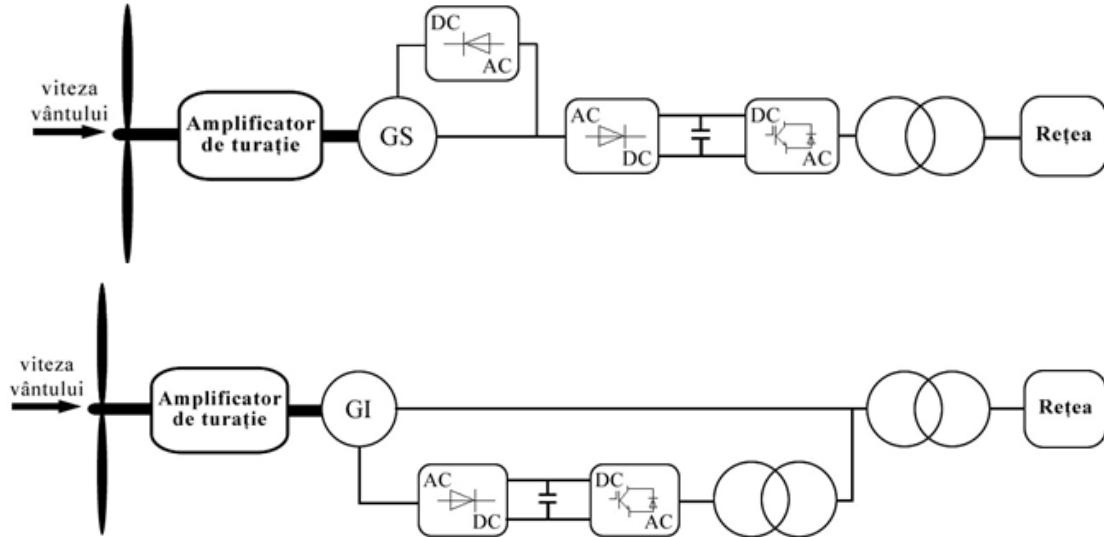 DC
AC
viteza
vântului
Amplificator
de turație
GS
AC
DC
DC
AC
Rețea
viteza
vântului
Amplificator
de turație
GI
Rețea
AC
DC
DC
AC